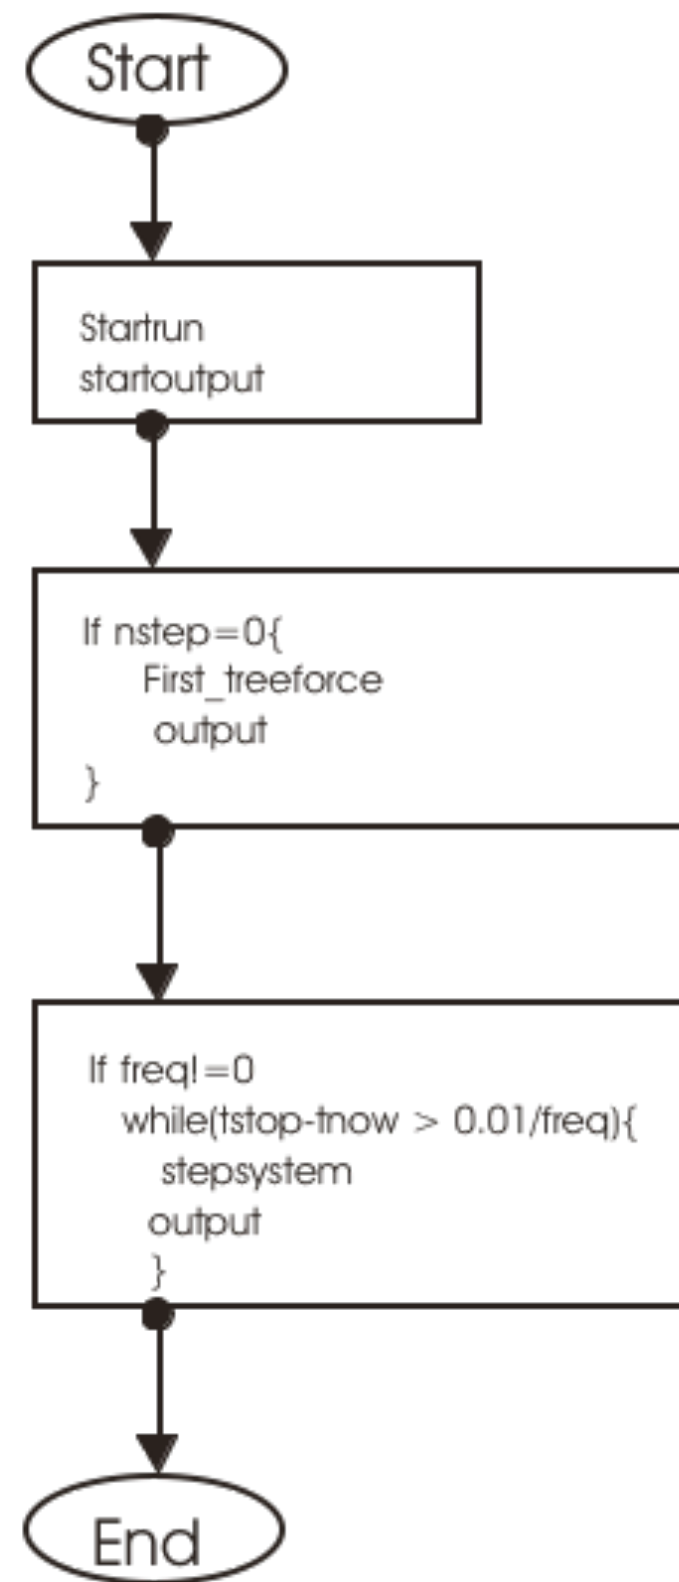 Start
Startrun
startoutput
If nstep=0{
First_treeforce
output
}
If freq!=0
while(tstop-tnow > 0.01/freq){
stepsystem
output
}
End